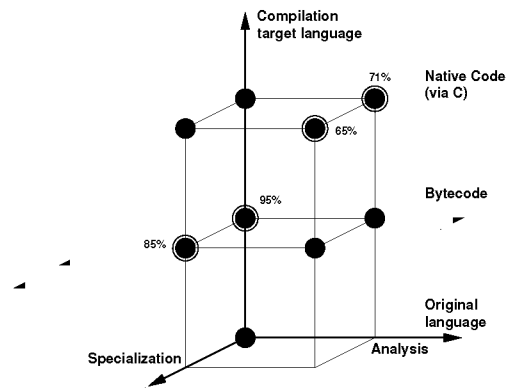 Compilation
target language
71%
Native Code
(via C)
65%
95%
Bytecode
85%
Original
language
Analysis
Specialization